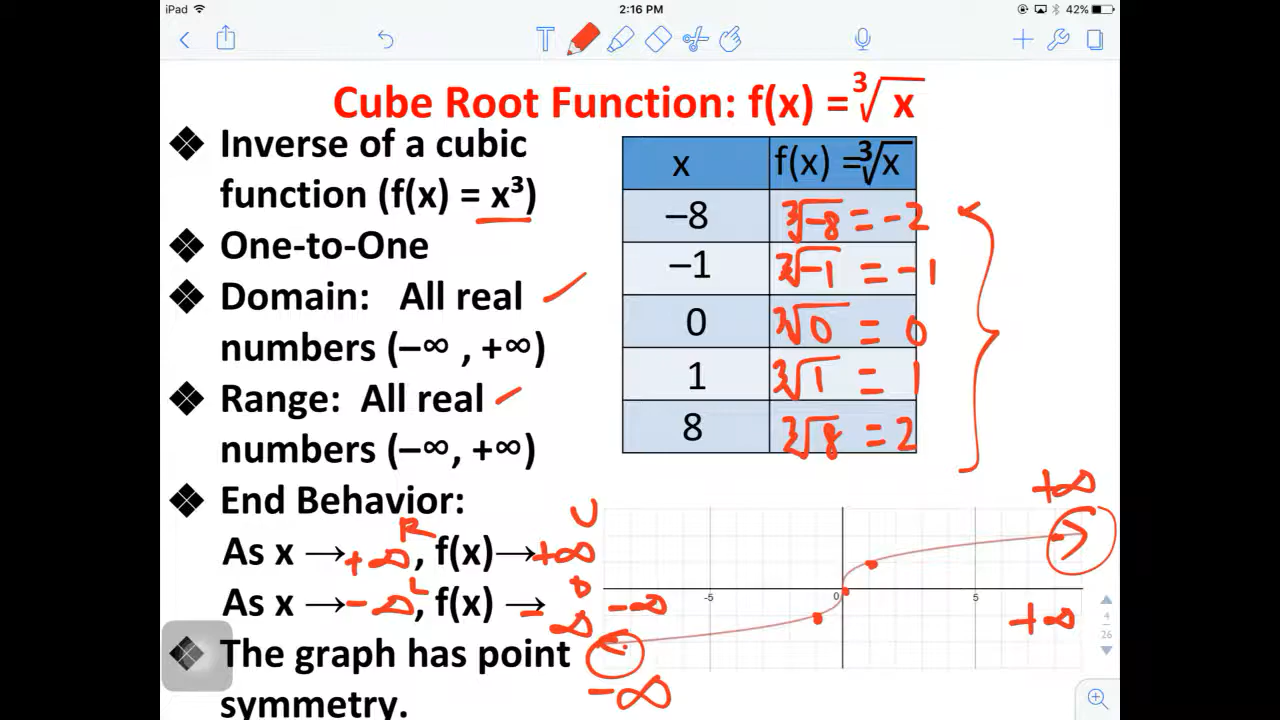 iPad 2:16 PM 42%
T
Cube Root Function: f(x) = ∛x
❖ Inverse of a cubic
function (f(x) = x³)
❖ One-to-One
❖ Domain: All real
numbers (–∞ , +∞)
❖ Range: All real
numbers (–∞, +∞)
❖ End Behavior:
R U
As x → +∞, f(x) → +∞
L D
As x → -∞, f(x) → -∞
❖ The graph has point
symmetry.
x f(x) = ∛x
–8 ∛-8 = -2
–1 ∛-1 = -1
0 ∛0 = 0
1 ∛1 = 1
8 ∛8 = 2
+∞
-5 0 5
-∞ +∞
-∞
4
26